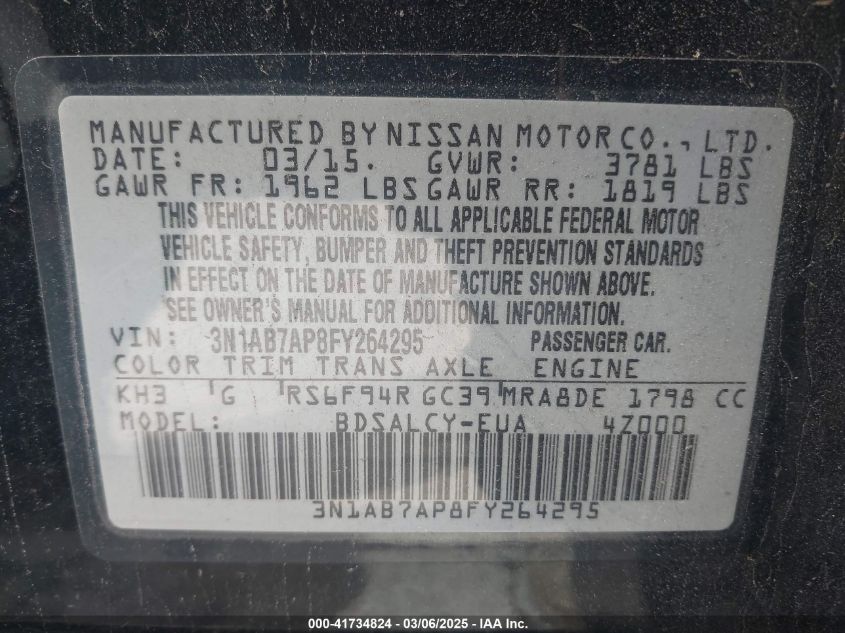 MANUFACTURED BY NISSAN MOTOR CO., LTD.
DATE: 03/15. GVWR: 3781 LBS
GAWR FR: 1962 LBS GAWR RR: 1819 LBS
THIS VEHICLE CONFORMS TO ALL APPLICABLE FEDERAL MOTOR
VEHICLE SAFETY, BUMPER AND THEFT PREVENTION STANDARDS
IN EFFECT ON THE DATE OF MANUFACTURE SHOWN ABOVE.
SEE OWNER'S MANUAL FOR ADDITIONAL INFORMATION.
VIN: 3N1AB7AP8FY264295 PASSENGER CAR.
COLOR TRIM TRANS AXLE ENGINE
KH3 G RS6F94R GC39 MRA8DE 1798 CC
MODEL: BDSALCY-EUA 4Z000
3N1AB7AP8FY264295
000-41734824 — 03/06/2025 — IAA Inc.